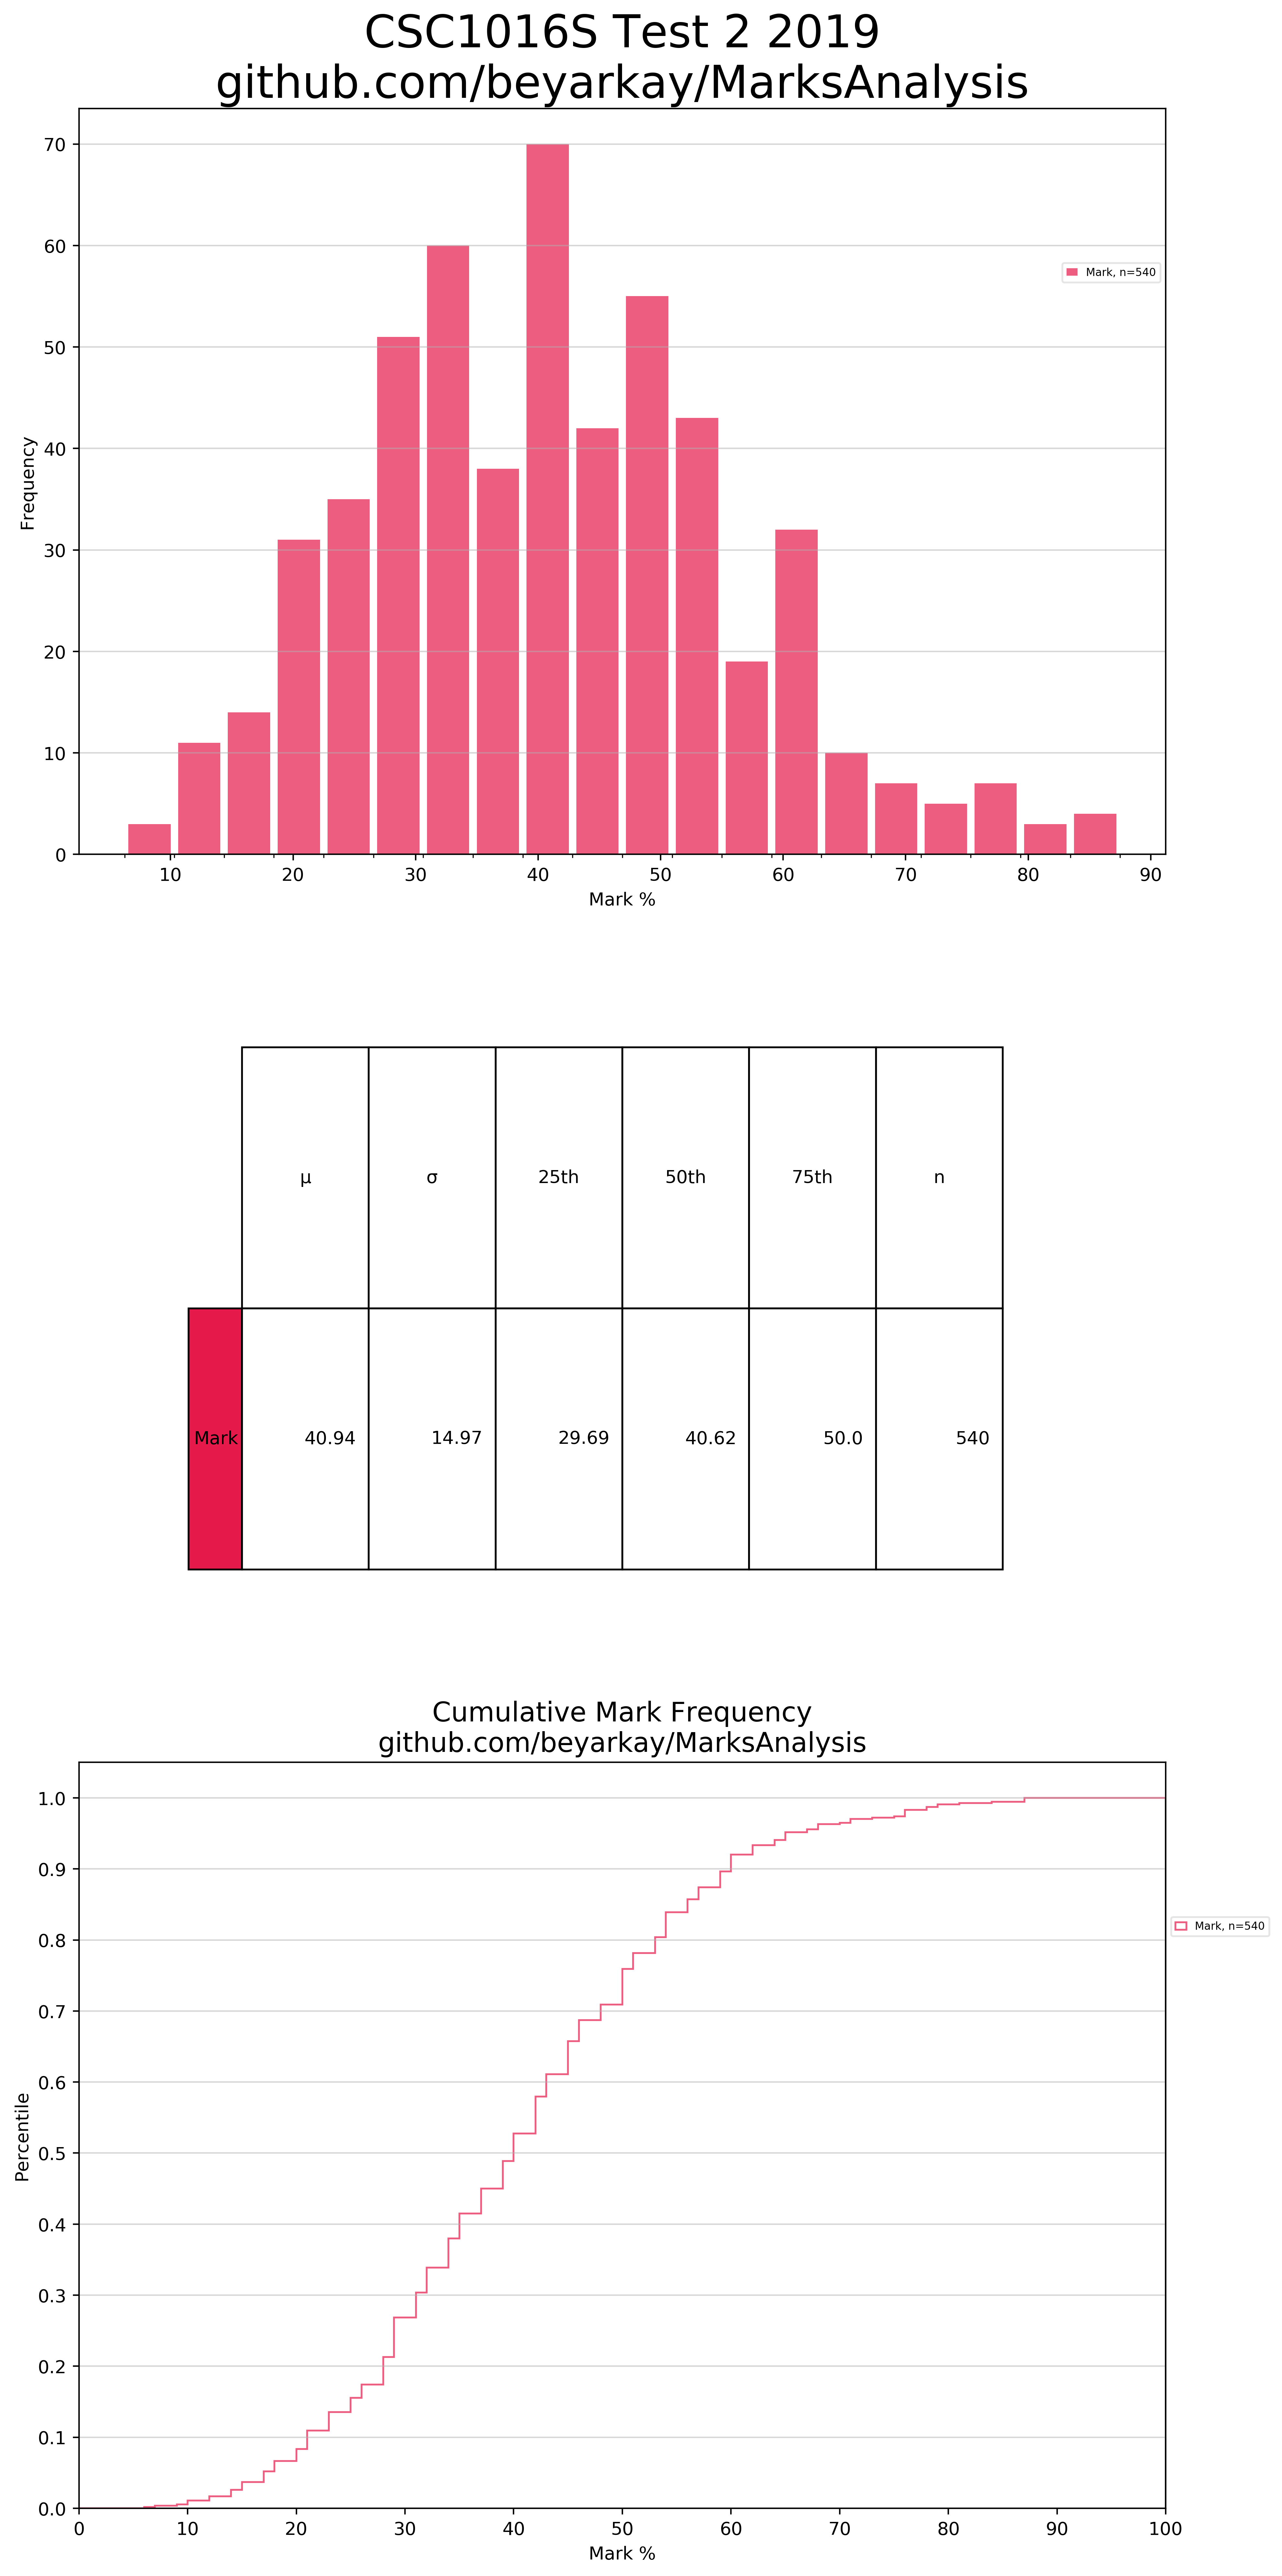 CSC1016S Test 2 2019
github.com/beyarkay/MarksAnalysis
70
60
50
40
30
20
10
0
Frequency
Mark, n=540
10 20 30 40 50 60 70 80 90
Mark %
μ σ 25th 50th 75th n
Mark 40.94 14.97 29.69 40.62 50.0 540
Cumulative Mark Frequency
github.com/beyarkay/MarksAnalysis
1.0
0.9
0.8
0.7
0.6
0.5
0.4
0.3
0.2
0.1
0.0
Percentile
Mark, n=540
0 10 20 30 40 50 60 70 80 90 100
Mark %